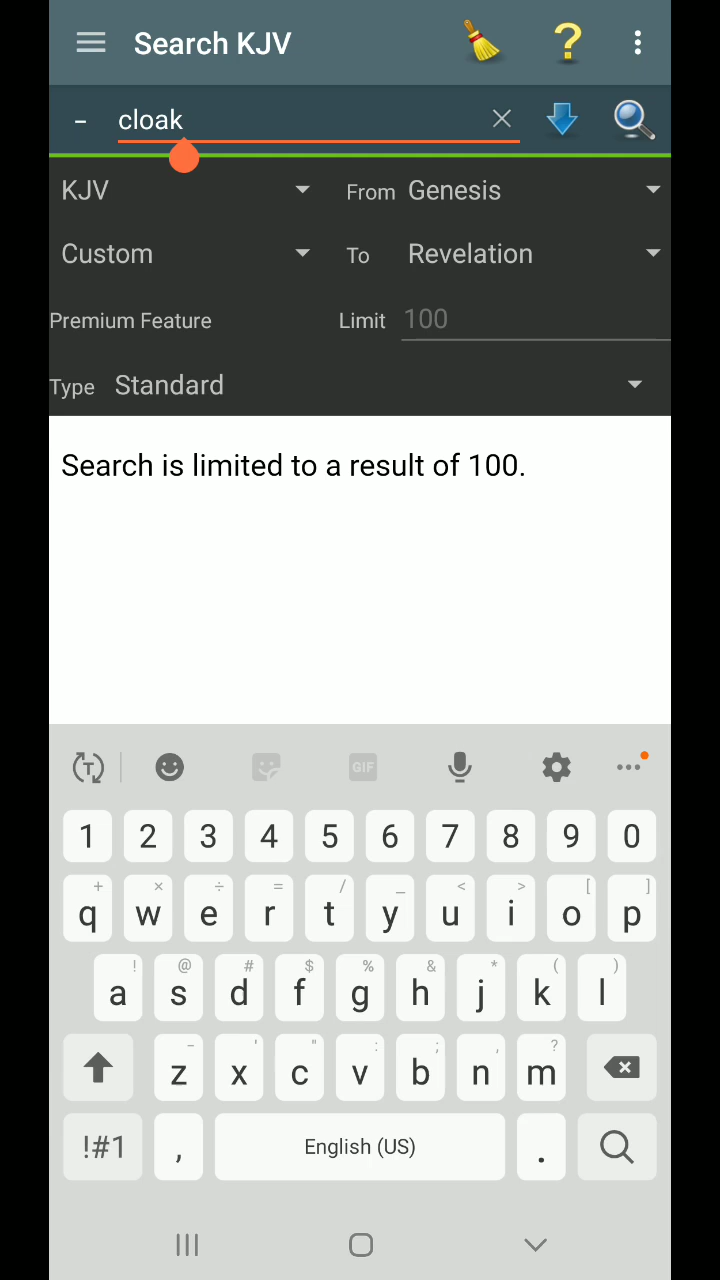 Search KJV
- cloak
KJV From Genesis
Custom To Revelation
Premium Feature Limit 100
Type Standard
Search is limited to a result of 100.
T GIF
1 2 3 4 5 6 7 8 9 0
+ × ÷ = / _ < > [ ]
q w e r t y u i o p
! @ # $ % & * ( )
a s d f g h j k l
- ' " : ; , ?
z x c v b n m
!#1 , English (US) .